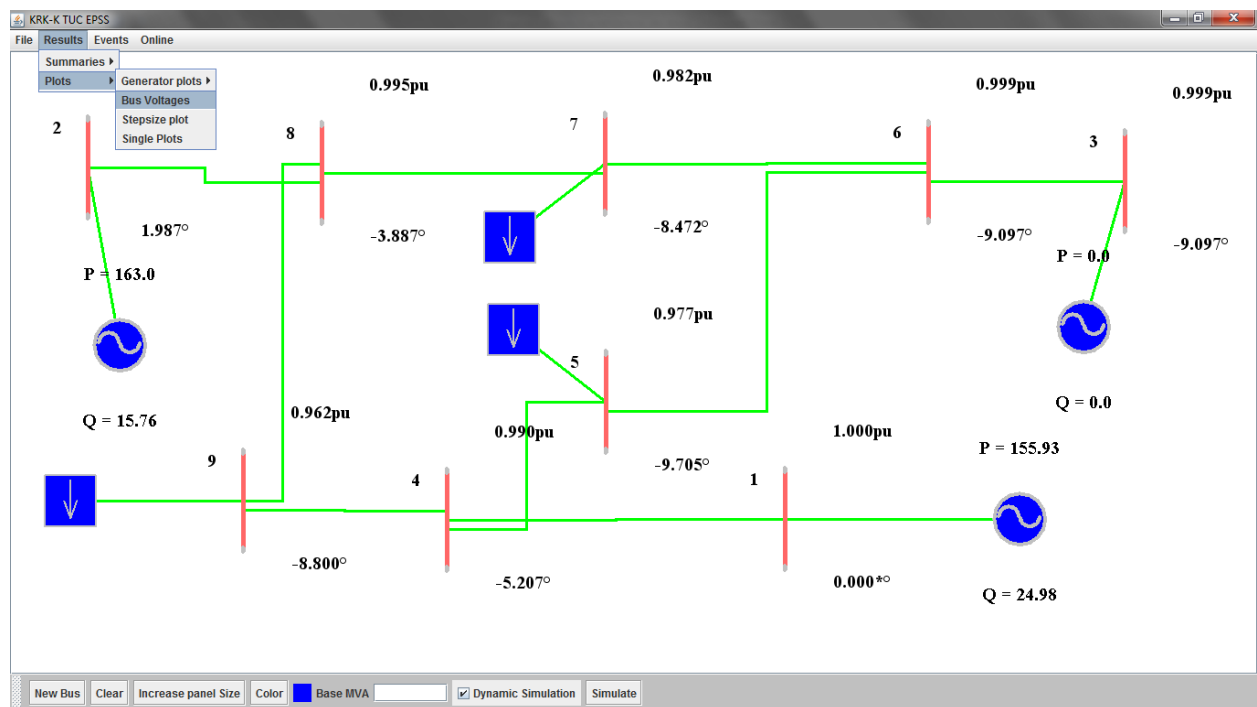 KRK-K TUC EPSS
File Results Events Online
Summaries
Plots
Generator plots
Bus Voltages
Stepsize plot
Single Plots
0.995pu
0.982pu
0.999pu
0.999pu
2
8
7
6
3
1.987°
-3.887°
-8.472°
-9.097°
-9.097°
P = 163.0
P = 0.0
0.977pu
5
Q = 15.76
0.962pu
0.990pu
1.000pu
Q = 0.0
P = 155.93
9
4
-9.705°
1
-8.800°
-5.207°
0.000*°
Q = 24.98
New Bus Clear Increase panel Size Color Base MVA Dynamic Simulation Simulate